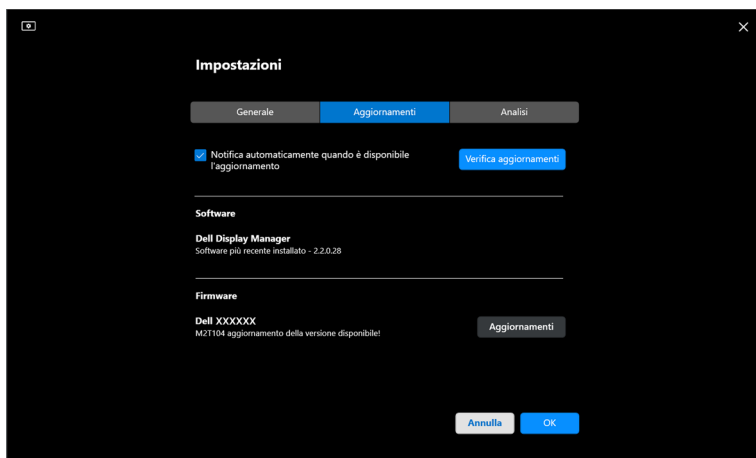 Impostazioni
Generale
Aggiornamenti
Analisi
Notifica automaticamente quando è disponibile
l'aggiornamento
Verifica aggiornamenti
Software
Dell Display Manager
Software più recente installato - 2.2.0.28
Firmware
Dell XXXXXX
M2T104 aggiornamento della versione disponibile!
Aggiornamenti
Annulla
OK